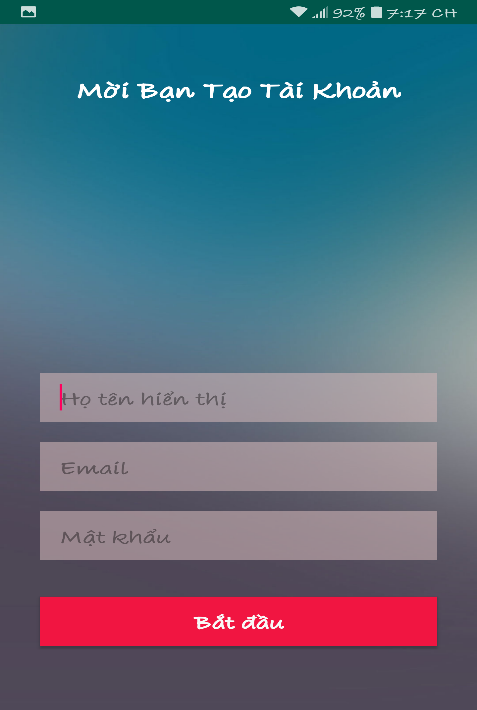 92% 7:17 CH
Mời Bạn Tạo Tài Khoản
Họ tên hiển thị
Email
Mật khẩu
Bắt đầu